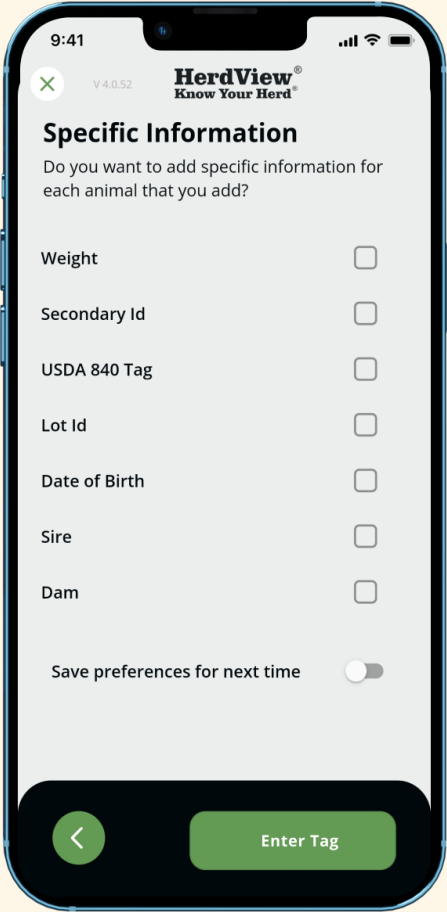 9:41
V 4.0.52
HerdView®
Know Your Herd®
Specific Information
Do you want to add specific information for
each animal that you add?
Weight
Secondary Id
USDA 840 Tag
Lot Id
Date of Birth
Sire
Dam
Save preferences for next time
Enter Tag